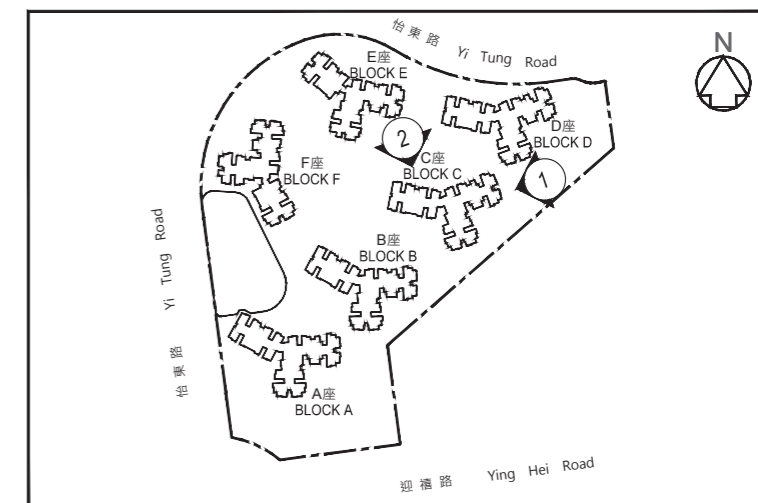 怡東路 Yi Tung Road
N
E座
BLOCK E
D座
BLOCK D
2
C座
BLOCK C
1
F座
BLOCK F
B座
BLOCK B
怡東路 Yi Tung Road
A座
BLOCK A
迎禧路 Ying Hei Road